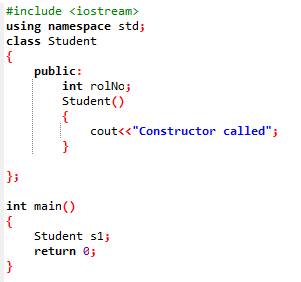 #include <iostream>
using namespace std;
class Student
{
public:
int rolNo;
Student()
{
cout<<"Constructor called";
}
};
int main()
{
Student s1;
return 0;
}